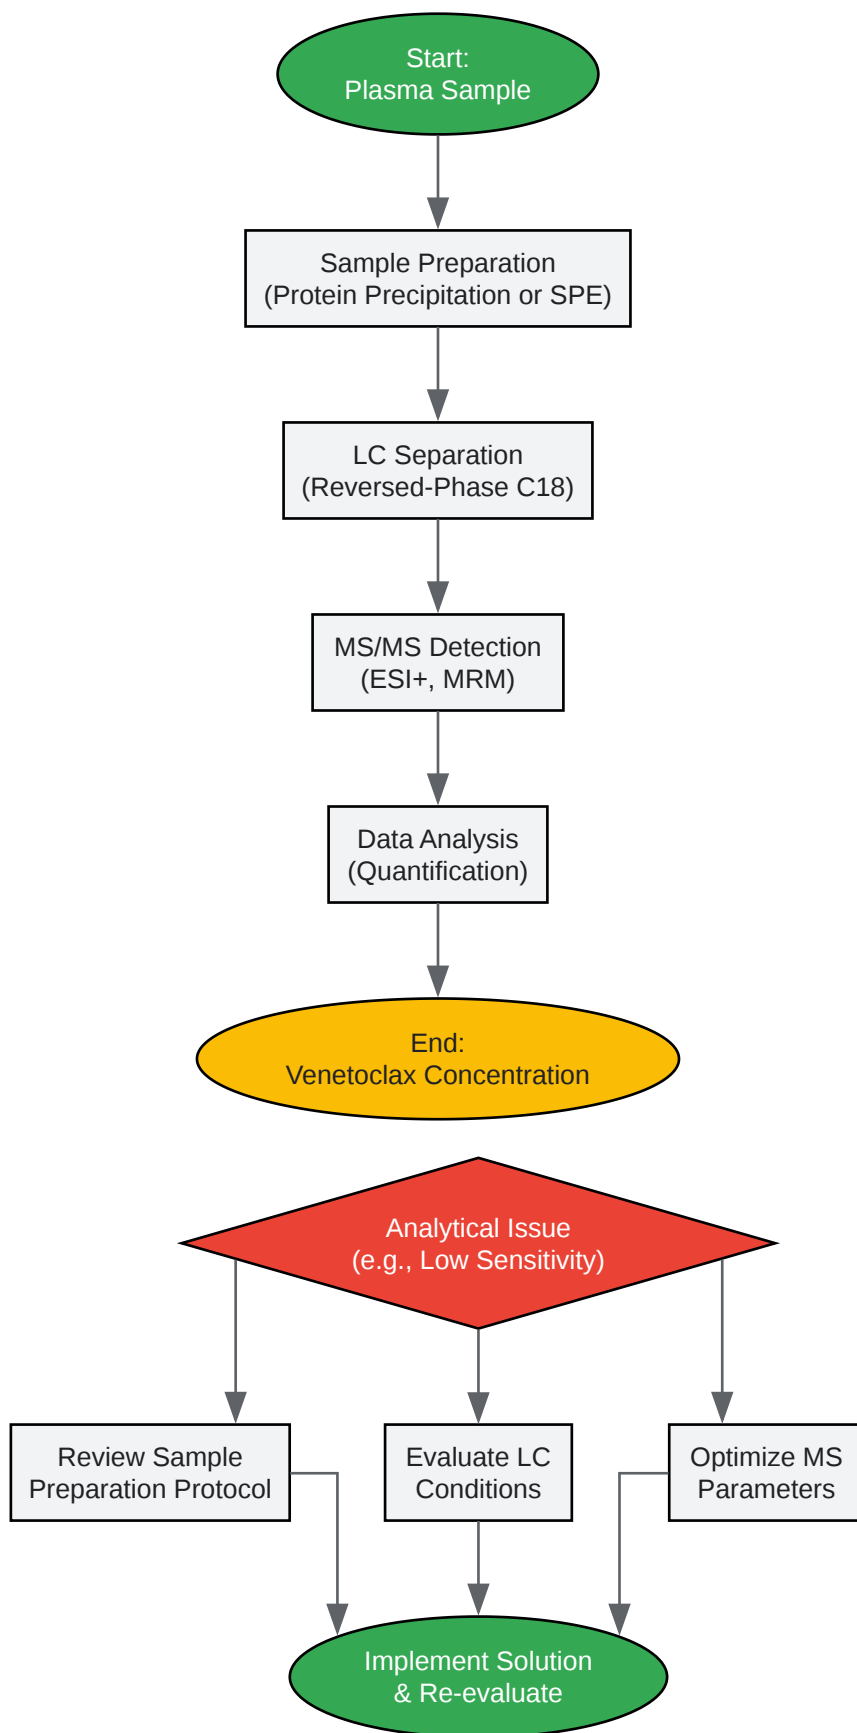 Start:
Plasma Sample
Sample Preparation
(Protein Precipitation or SPE)
LC Separation
(Reversed-Phase C18)
MS/MS Detection
(ESI+, MRM)
Data Analysis
(Quantification)
End:
Venetoclax Concentration
Analytical Issue
(e.g., Low Sensitivity)
Review Sample
Preparation Protocol
Evaluate LC
Conditions
Optimize MS
Parameters
Implement Solution
& Re-evaluate